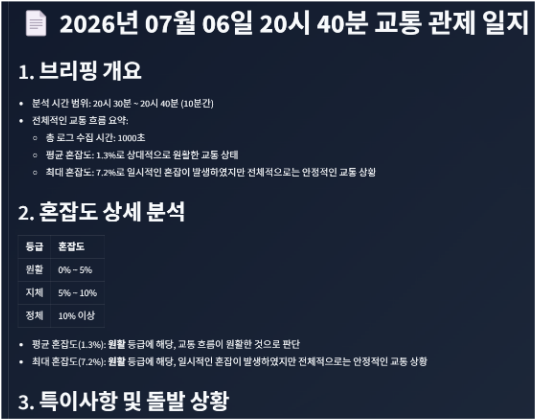 📄 2026년 07월 06일 20시 40분 교통 관제 일지
1. 브리핑 개요
• 분석 시간 범위: 20시 30분 ~ 20시 40분 (10분간)
• 전체적인 교통 흐름 요약:
◦ 총 로그 수집 시간: 1000초
◦ 평균 혼잡도: 1.3%로 상대적으로 원활한 교통 상태
◦ 최대 혼잡도: 7.2%로 일시적인 혼잡이 발생하였지만 전체적으로는 안정적인 교통 상황
2. 혼잡도 상세 분석
등급 혼잡도
원활 0% ~ 5%
지체 5% ~ 10%
정체 10% 이상
• 평균 혼잡도(1.3%): 원활 등급에 해당, 교통 흐름이 원활한 것으로 판단
• 최대 혼잡도(7.2%): 원활 등급에 해당, 일시적인 혼잡이 발생하였지만 전체적으로는 안정적인 교통 상황
3. 특이사항 및 돌발 상황